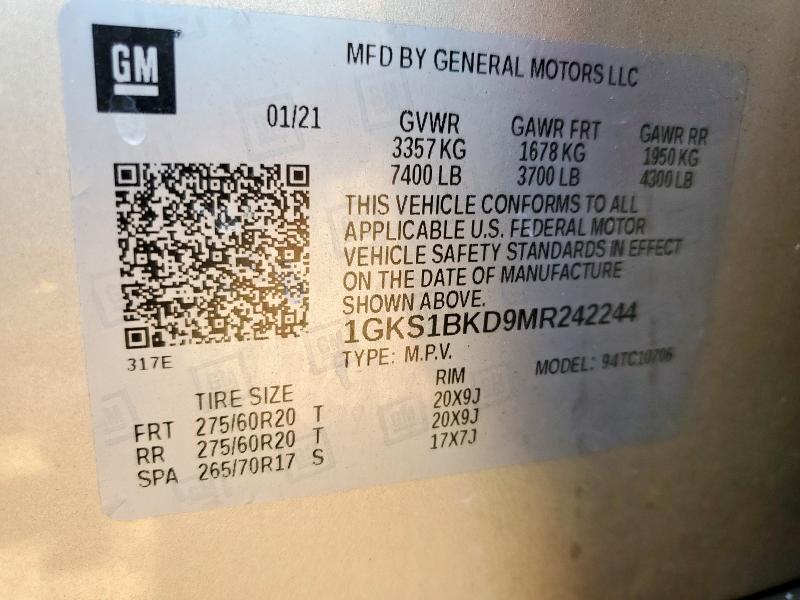 GM
MFD BY GENERAL MOTORS LLC
01/21
GVWR GAWR FRT GAWR RR
3357 KG 1678 KG 1950 KG
7400 LB 3700 LB 4300 LB
THIS VEHICLE CONFORMS TO ALL
APPLICABLE U.S. FEDERAL MOTOR
VEHICLE SAFETY STANDARDS IN EFFECT
ON THE DATE OF MANUFACTURE
SHOWN ABOVE.
1GKS1BKD9MR242244
317E
TYPE: M.P.V. MODEL: 94TC10706
TIRE SIZE RIM
FRT 275/60R20 T 20X9J
RR 275/60R20 T 20X9J
SPA 265/70R17 S 17X7J